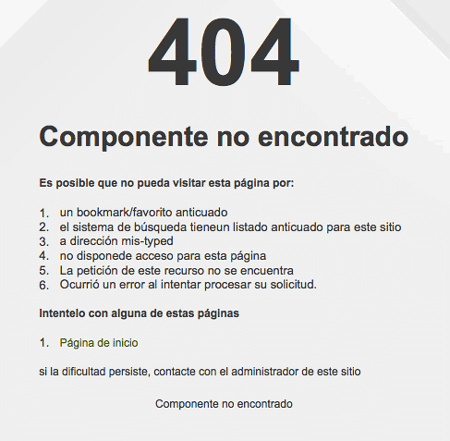 404
Componente no encontrado
Es posible que no pueda visitar esta página por:
1. un bookmark/favorito anticuado
2. el sistema de búsqueda tieneun listado anticuado para este sitio
3. a dirección mis-typed
4. no disponede acceso para esta página
5. La petición de este recurso no se encuentra
6. Ocurrió un error al intentar procesar su solicitud.
Intentelo con alguna de estas páginas
1. Página de inicio
si la dificultad persiste, contacte con el administrador de este sitio
Componente no encontrado